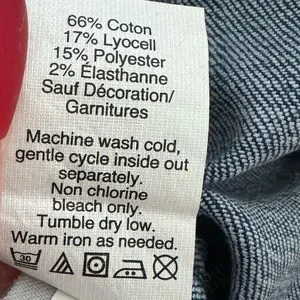 66% Coton
17% Lyocell
15% Polyester
2% Élasthanne
Sauf Décoration/
Garnitures
Machine wash cold,
gentle cycle inside out
separately.
Non chlorine
bleach only.
Tumble dry low.
Warm iron as needed.
30